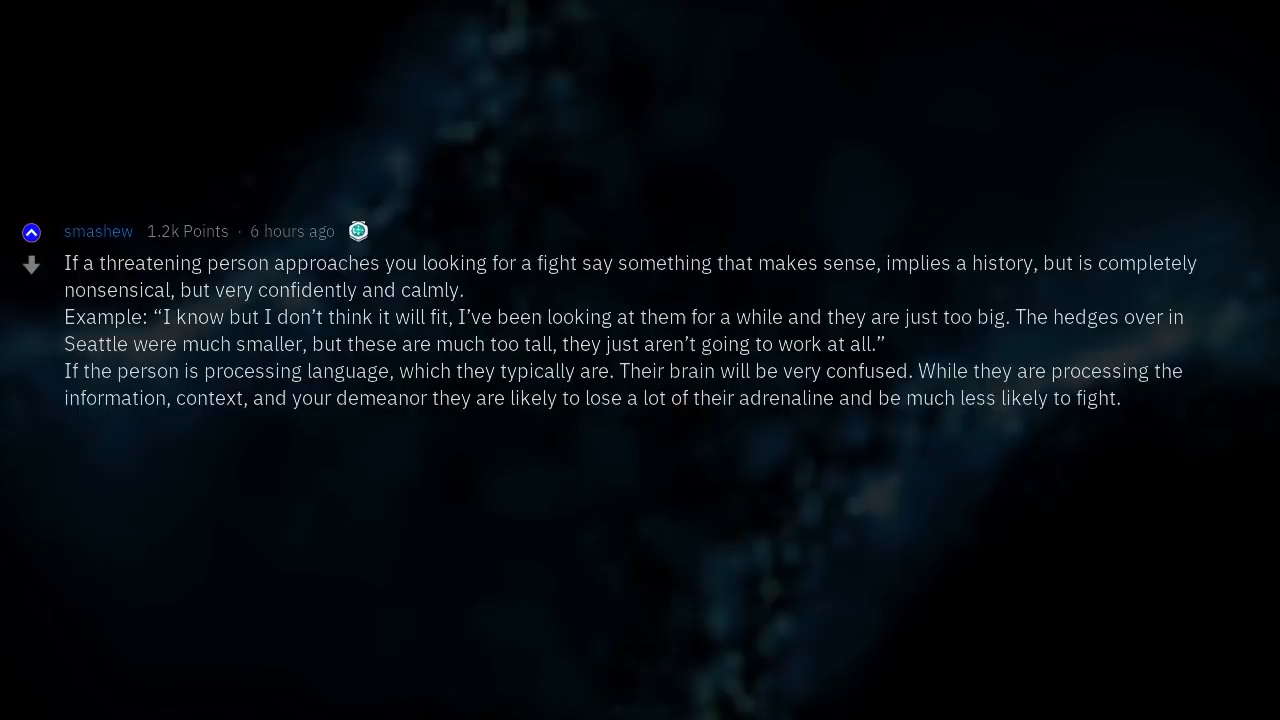 smashew 1.2k Points · 6 hours ago
If a threatening person approaches you looking for a fight say something that makes sense, implies a history, but is completely
nonsensical, but very confidently and calmly.
Example: “I know but I don’t think it will fit, I’ve been looking at them for a while and they are just too big. The hedges over in
Seattle were much smaller, but these are much too tall, they just aren’t going to work at all.”
If the person is processing language, which they typically are. Their brain will be very confused. While they are processing the
information, context, and your demeanor they are likely to lose a lot of their adrenaline and be much less likely to fight.